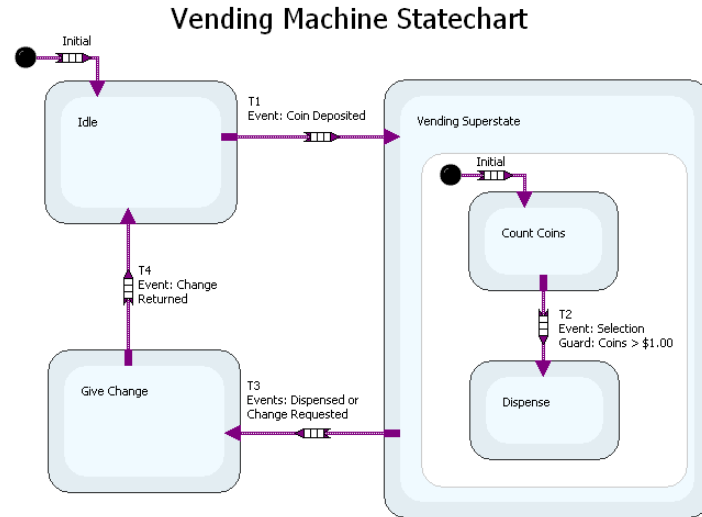 Vending Machine Statechart
Initial
Idle
T1
Event: Coin Deposited
Vending Superstate
Initial
Count Coins
T4
Event: Change
Returned
T2
Event: Selection
Guard: Coins > $1.00
Give Change
T3
Events: Dispensed or
Change Requested
Dispense